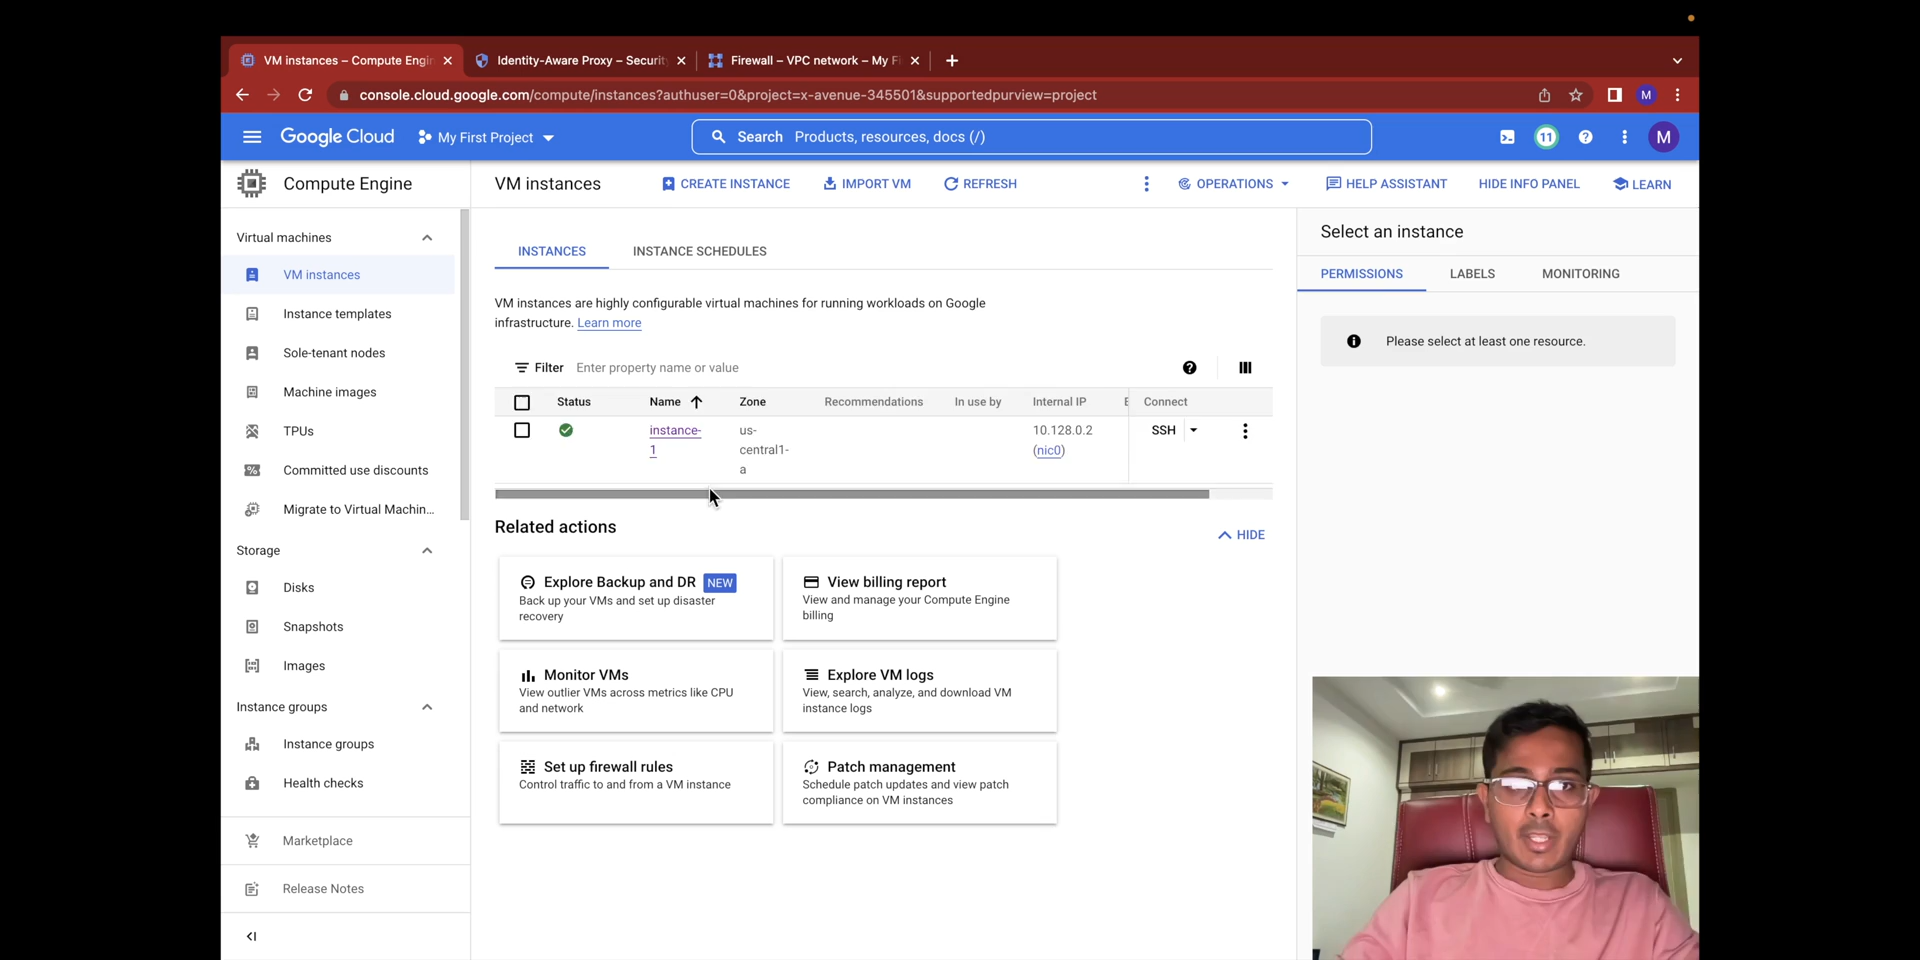 VM instances – Compute Engin
Identity-Aware Proxy – Securit
Firewall – VPC network – My Fi
console.cloud.google.com/compute/instances?authuser=0&project=x-avenue-345501&supportedpurview=project
M
Google Cloud
My First Project
Search Products, resources, docs (/)
11
M
Compute Engine
VM instances
CREATE INSTANCE
IMPORT VM
REFRESH
OPERATIONS
HELP ASSISTANT
HIDE INFO PANEL
LEARN
Virtual machines
VM instances
Instance templates
Sole-tenant nodes
Machine images
TPUs
Committed use discounts
Migrate to Virtual Machin...
Storage
Disks
Snapshots
Images
Instance groups
Instance groups
Health checks
Marketplace
Release Notes
INSTANCES
INSTANCE SCHEDULES
VM instances are highly configurable virtual machines for running workloads on Google
infrastructure. Learn more
Filter Enter property name or value
Status Name Zone Recommendations In use by Internal IP E Connect
instance-
1
us-
central1-
a
10.128.0.2
(nic0)
SSH
Related actions
HIDE
Explore Backup and DR NEW
Back up your VMs and set up disaster
recovery
View billing report
View and manage your Compute Engine
billing
Monitor VMs
View outlier VMs across metrics like CPU
and network
Explore VM logs
View, search, analyze, and download VM
instance logs
Set up firewall rules
Control traffic to and from a VM instance
Patch management
Schedule patch updates and view patch
compliance on VM instances
Select an instance
PERMISSIONS
LABELS
MONITORING
Please select at least one resource.